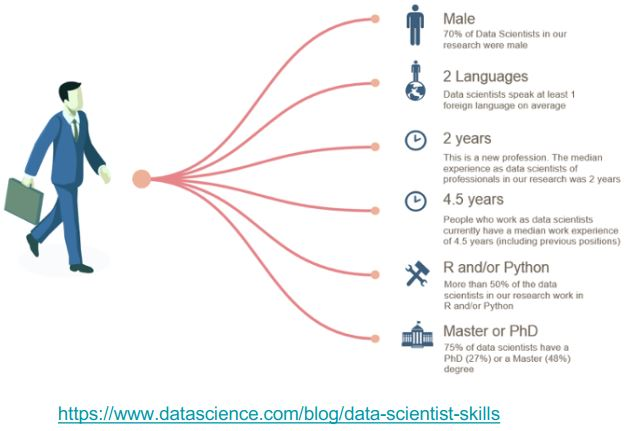 Male
70% of Data Scientists in our
research were male
2 Languages
Data scientists speak at least 1
foreign language on average
2 years
This is a new profession. The median
experience as data scientists of
professionals in our research was 2 years
4.5 years
People who work as data scientists
currently have a median work experience
of 4.5 years (including previous positions)
R and/or Python
More than 50% of the data
scientists in our research work in
R and/or Python
Master or PhD
75% of data scientists have a
PhD (27%) or a Master (48%)
degree
https://www.datascience.com/blog/data-scientist-skills